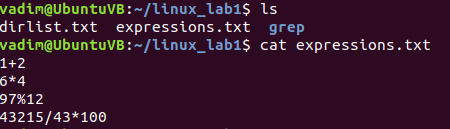 vadim@UbuntuVB:~/linux_lab1$ ls
dirlist.txt  expressions.txt  grep
vadim@UbuntuVB:~/linux_lab1$ cat expressions.txt
1+2
6*4
97%12
43215/43*100